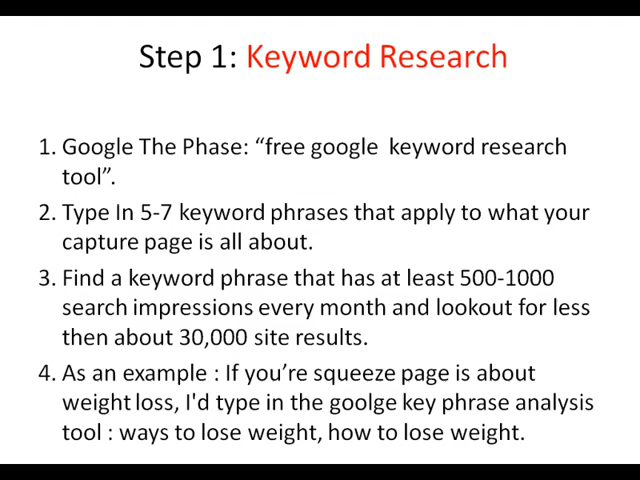 Step 1: Keyword Research
1. Google The Phase: “free google keyword research
tool”.
2. Type In 5-7 keyword phrases that apply to what your
capture page is all about.
3. Find a keyword phrase that has at least 500-1000
search impressions every month and lookout for less
then about 30,000 site results.
4. As an example : If you’re squeeze page is about
weight loss, I'd type in the goolge key phrase analysis
tool : ways to lose weight, how to lose weight.